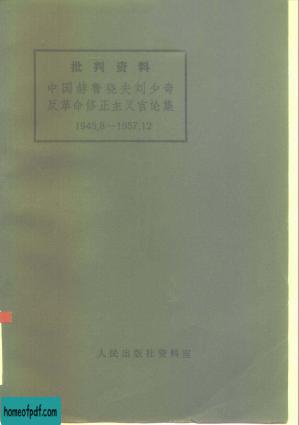 批判资料
中国赫鲁晓夫刘少奇
反革命修正主义言论集
1945.8—1957.12
人民出版社资料室
homeofpdf.com